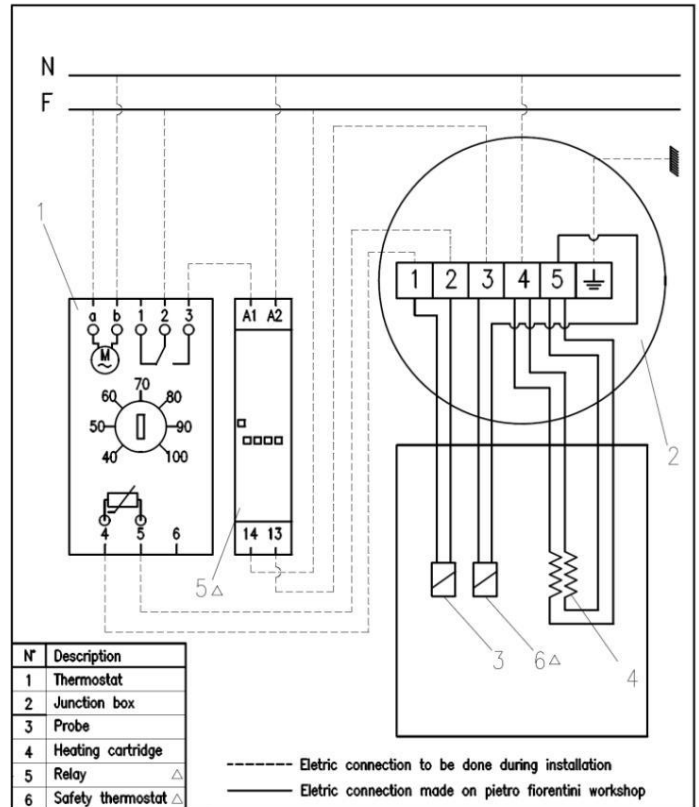 N
F
1
a b 1 2 3
M
~
70
60 80
50 90
40 100
4 5 6
A1 A2
14 13
5△
1 2 3 4 5
2
3 6△ 4
N° Description
1 Thermostat
2 Junction box
3 Probe
4 Heating cartridge
5 Relay △
6 Safety thermostat △
Eletric connection to be done during installation
Eletric connection made on pietro fiorentini workshop